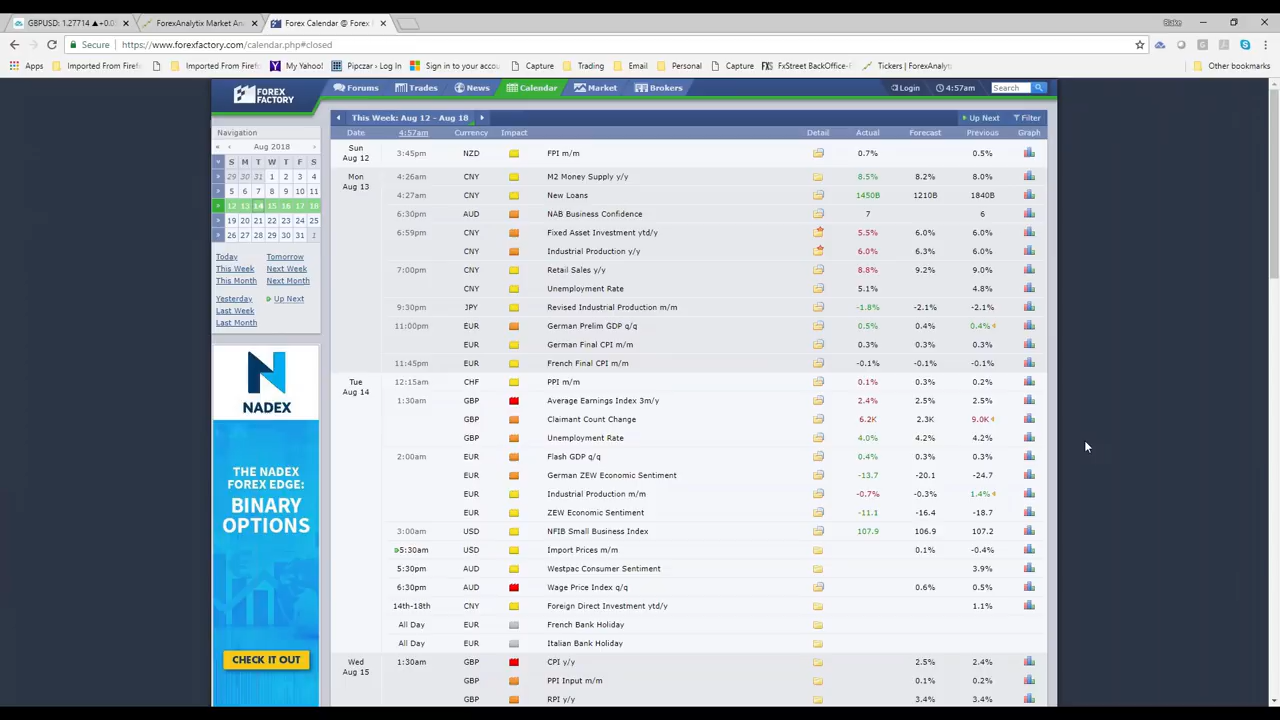 GBPUSD: 1.27714 ▲+0.0
ForexAnalytix Market An
Forex Calendar @ Forex
Blake
Secure | https://www.forexfactory.com/calendar.php#closed
Apps Imported From Firef Imported From Firef My Yahoo! Pipczar - Log In Sign in to your accou Capture Trading Email Personal Capture FxStreet BackOffice- Tickers | ForexAnaly Other bookmarks
FOREX FACTORY
Forums Trades News Calendar Market Brokers Login 4:57am Search
Navigation
« ‹ Aug 2018 ›
S M T W T F S
29 30 31 1 2 3 4
5 6 7 8 9 10 11
12 13 14 15 16 17 18
19 20 21 22 23 24 25
26 27 28 29 30 31 1
Today Tomorrow
This Week Next Week
This Month Next Month
Yesterday Up Next
Last Week
Last Month
NADEX
THE NADEX
FOREX EDGE:
BINARY
OPTIONS
CHECK IT OUT
This Week: Aug 12 - Aug 18 Up Next Filter
Date 4:57am Currency Impact Detail Actual Forecast Previous Graph
Sun Aug 12 3:45pm NZD FPI m/m 0.7% 0.5%
Mon Aug 13 4:26am CNY M2 Money Supply y/y 8.5% 8.2% 8.0%
4:27am CNY New Loans 1450B 1210B 1840B
6:30pm AUD NAB Business Confidence 7 6
6:59pm CNY Fixed Asset Investment ytd/y 5.5% 6.0% 6.0%
CNY Industrial Production y/y 6.0% 6.3% 6.0%
7:00pm CNY Retail Sales y/y 8.8% 9.2% 9.0%
CNY Unemployment Rate 5.1% 4.8%
9:30pm JPY Revised Industrial Production m/m -1.8% -2.1% -2.1%
11:00pm EUR German Prelim GDP q/q 0.5% 0.4% 0.4%
EUR German Final CPI m/m 0.3% 0.3% 0.3%
11:45pm EUR French Final CPI m/m -0.1% -0.1% -0.1%
Tue Aug 14 12:15am CHF PPI m/m 0.1% 0.3% 0.2%
1:30am GBP Average Earnings Index 3m/y 2.4% 2.5% 2.5%
GBP Claimant Count Change 6.2K 2.3K 9.0K
GBP Unemployment Rate 4.0% 4.2% 4.2%
2:00am EUR Flash GDP q/q 0.4% 0.3% 0.3%
EUR German ZEW Economic Sentiment -13.7 -20.1 -24.7
EUR Industrial Production m/m -0.7% -0.3% 1.4%
EUR ZEW Economic Sentiment -11.1 -16.4 -18.7
3:00am USD NFIB Small Business Index 107.9 106.9 107.2
5:30am USD Import Prices m/m 0.1% -0.4%
5:30pm AUD Westpac Consumer Sentiment 3.9%
6:30pm AUD Wage Price Index q/q 0.6% 0.5%
14th-18th CNY Foreign Direct Investment ytd/y 1.1%
All Day EUR French Bank Holiday
All Day EUR Italian Bank Holiday
Wed Aug 15 1:30am GBP CPI y/y 2.5% 2.4%
GBP PPI Input m/m 0.1% 0.2%
GBP RPI y/y 3.4% 3.4%